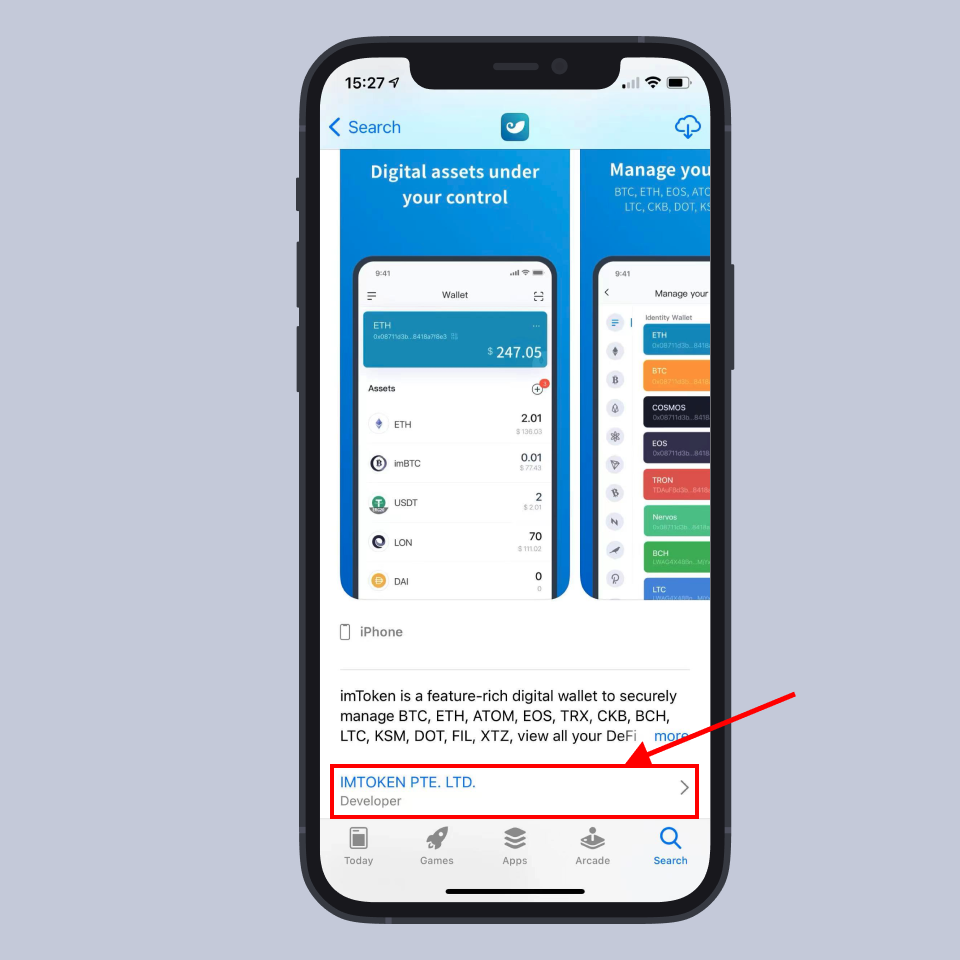 15:27
Search
Digital assets under
your control
9:41
Wallet
ETH
0x08711d3b...8418a7f8e3
$ 247.05
Assets
ETH
2.01
$ 136.03
imBTC
0.01
$ 77.43
USDT
2
$ 2.01
LON
70
$ 111.02
DAI
0
0
Manage you
BTC, ETH, EOS, ATO
LTC, CKB, DOT, KS
9:41
Manage your
Identity Wallet
ETH
0x08711d3b...8418
BTC
COSMOS
0x08711d3b...8418
EOS
0x08711d3b...8418
TRON
Nervos
BCH
LTC
iPhone
imToken is a feature-rich digital wallet to securely
manage BTC, ETH, ATOM, EOS, TRX, CKB, BCH,
LTC, KSM, DOT, FIL, XTZ, view all your DeFi more
IMTOKEN PTE. LTD.
Developer
Today Games Apps Arcade Search